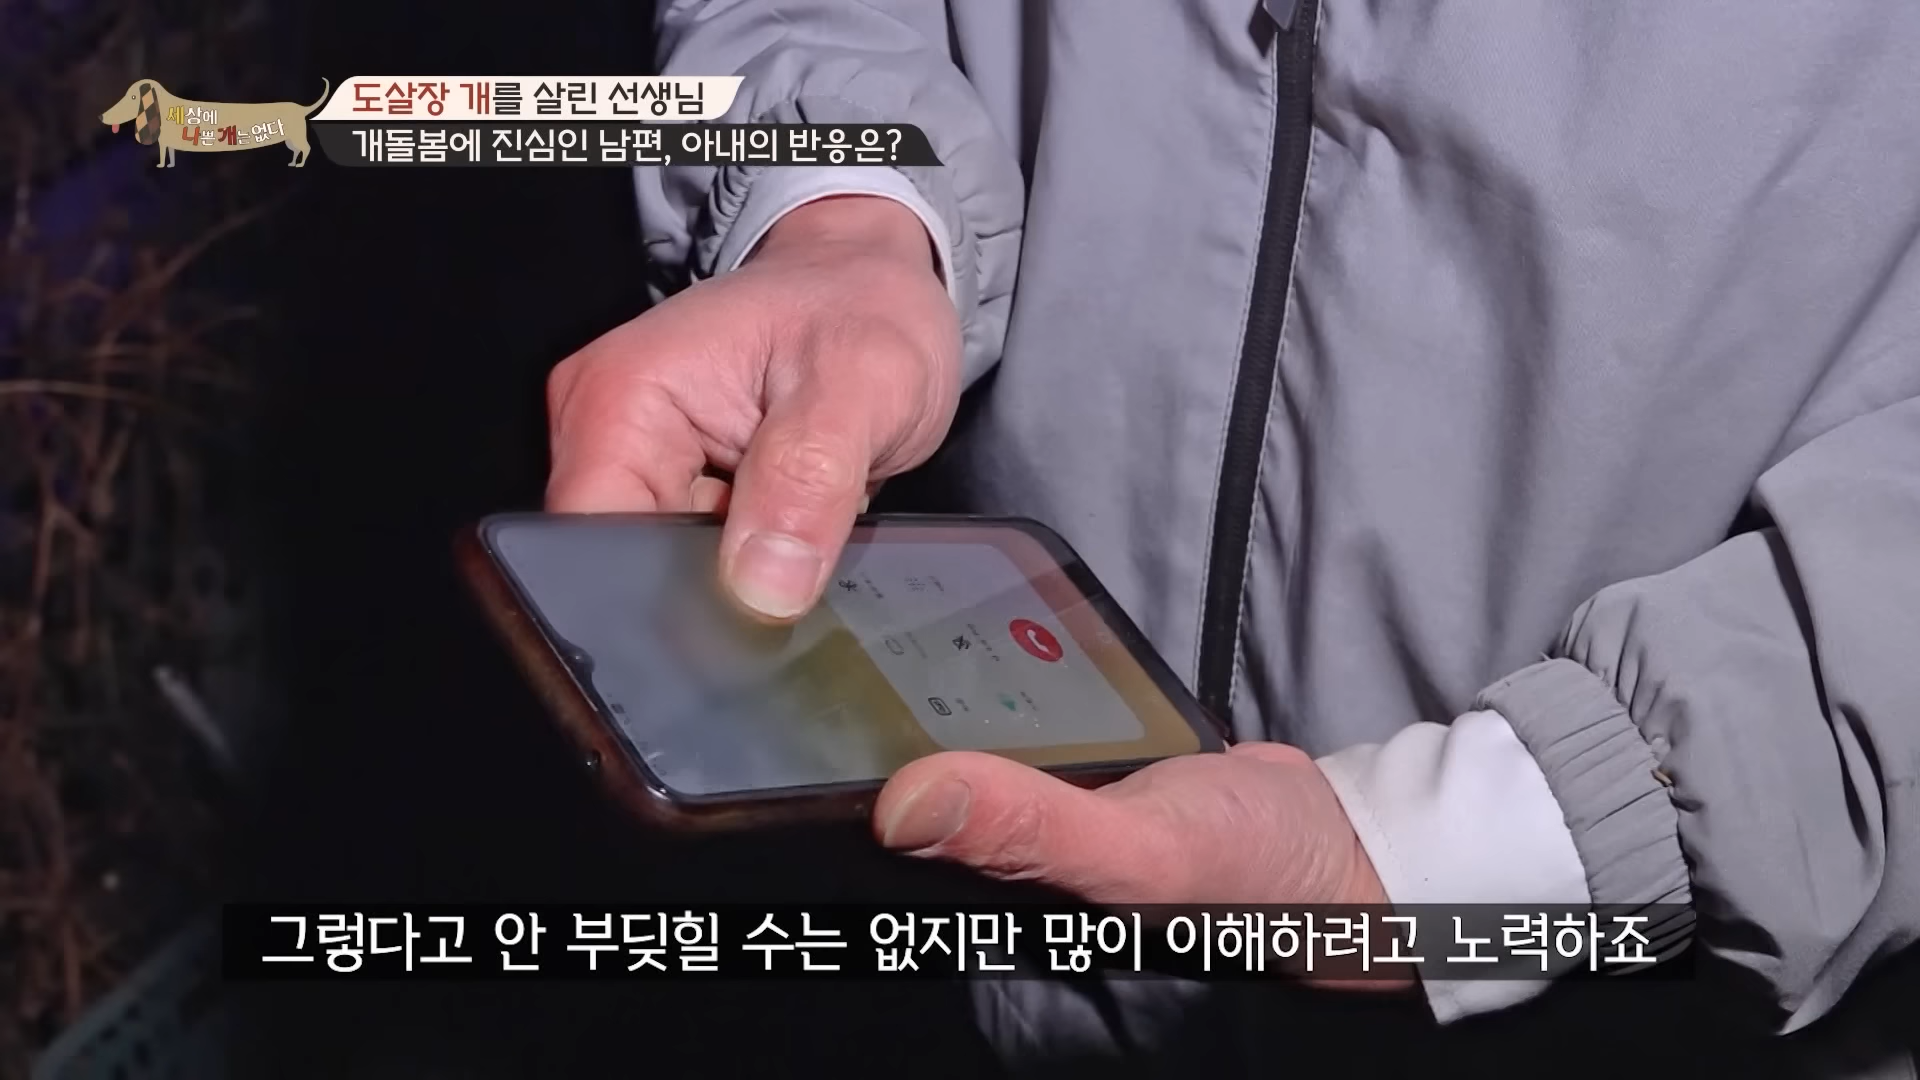 세상에
나쁜 개는 없다
도살장 개를 살린 선생님
개돌봄에 진심인 남편, 아내의 반응은?
그렇다고 안 부딪힐 수는 없지만 많이 이해하려고 노력하죠